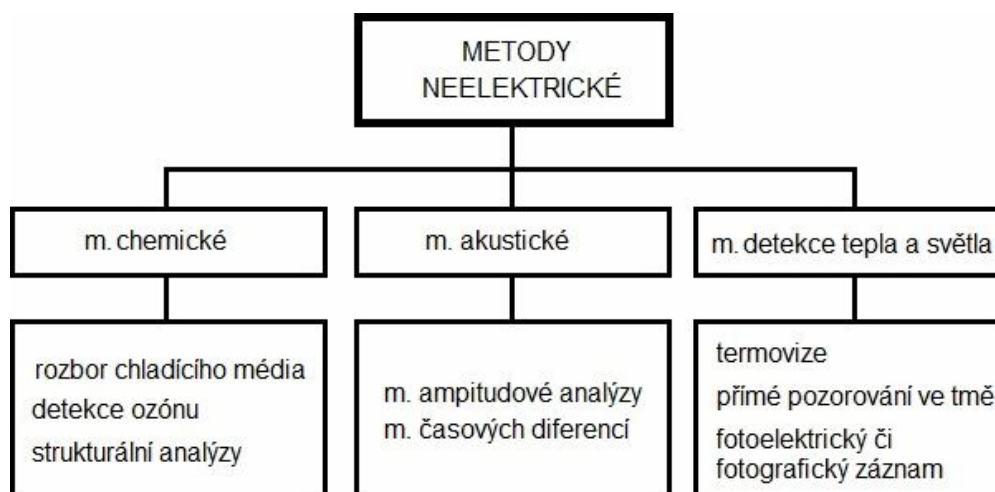 METODY
NEELEKTRICKÉ
m. chemické
m. akustické
m. detekce tepla a světla
rozbor chladícího média
detekce ozónu
strukturální analýzy
m. ampitudové analýzy
m. časových diferencí
termovize
přímé pozorování ve tmě
fotoelektrický či
fotografický záznam